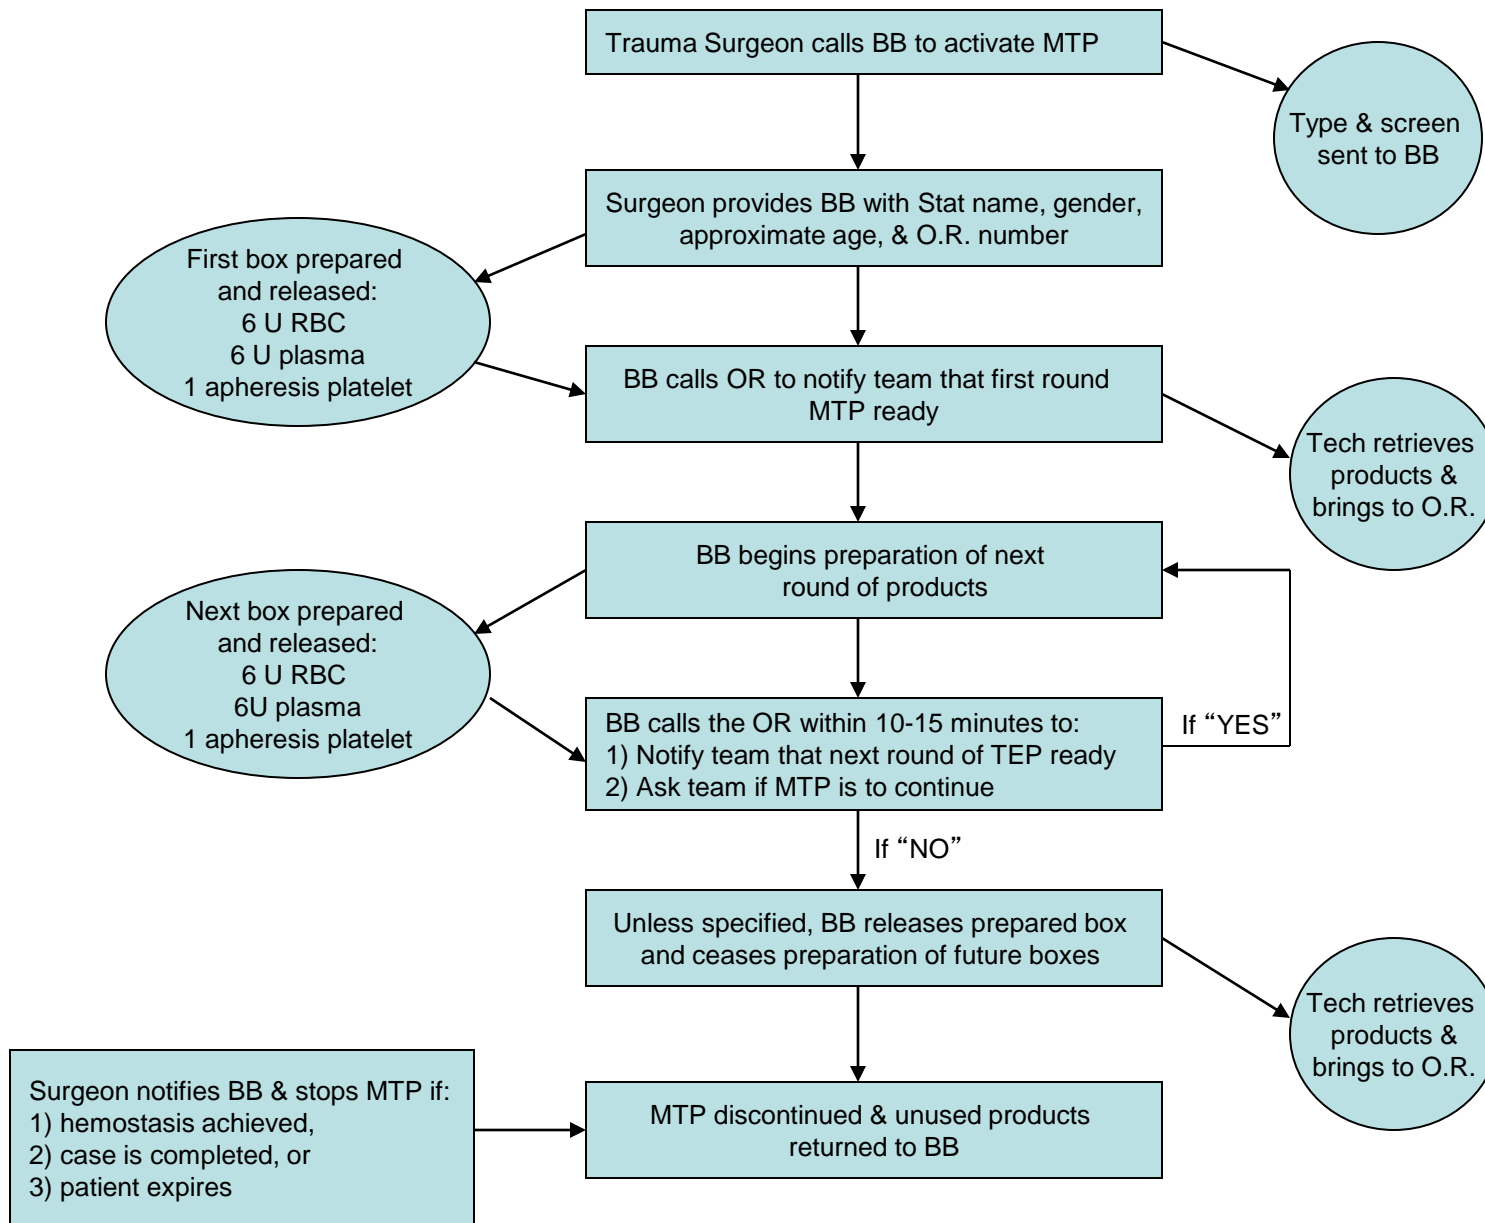 Trauma Surgeon calls BB to activate MTP
Type & screen
sent to BB
Surgeon provides BB with Stat name, gender,
approximate age, & O.R. number
First box prepared
and released:
6 U RBC
6 U plasma
1 apheresis platelet
BB calls OR to notify team that first round
MTP ready
Tech retrieves
products &
brings to O.R.
BB begins preparation of next
round of products
Next box prepared
and released:
6 U RBC
6U plasma
1 apheresis platelet
BB calls the OR within 10-15 minutes to:
1) Notify team that next round of TEP ready
2) Ask team if MTP is to continue
If “YES”
If “NO”
Unless specified, BB releases prepared box
and ceases preparation of future boxes
Tech retrieves
products &
brings to O.R.
Surgeon notifies BB & stops MTP if:
1) hemostasis achieved,
2) case is completed, or
3) patient expires
MTP discontinued & unused products
returned to BB